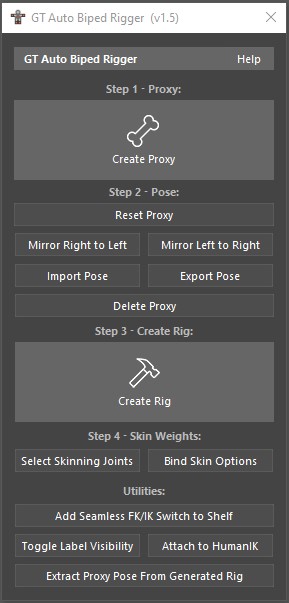 GT Auto Biped Rigger (v1.5)
GT Auto Biped Rigger Help
Step 1 - Proxy:
Create Proxy
Step 2 - Pose:
Reset Proxy
Mirror Right to Left Mirror Left to Right
Import Pose Export Pose
Delete Proxy
Step 3 - Create Rig:
Create Rig
Step 4 - Skin Weights:
Select Skinning Joints Bind Skin Options
Utilities:
Add Seamless FK/IK Switch to Shelf
Toggle Label Visibility Attach to HumanIK
Extract Proxy Pose From Generated Rig